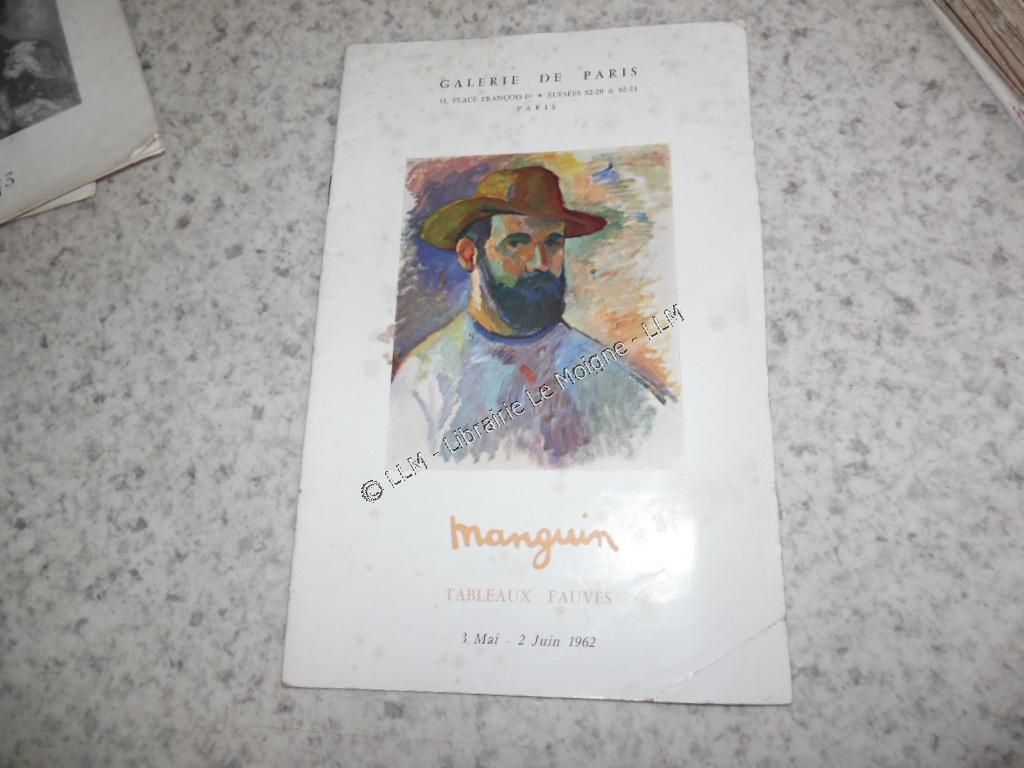 GALERIE DE PARIS
14, PLACE FRANÇOIS-Ier • ELYSÉES 82-20 & 82-21
PARIS
© LLM - Librairie Le Moigne - LLM
Manguin
TABLEAUX FAUVES
3 Mai - 2 Juin 1962